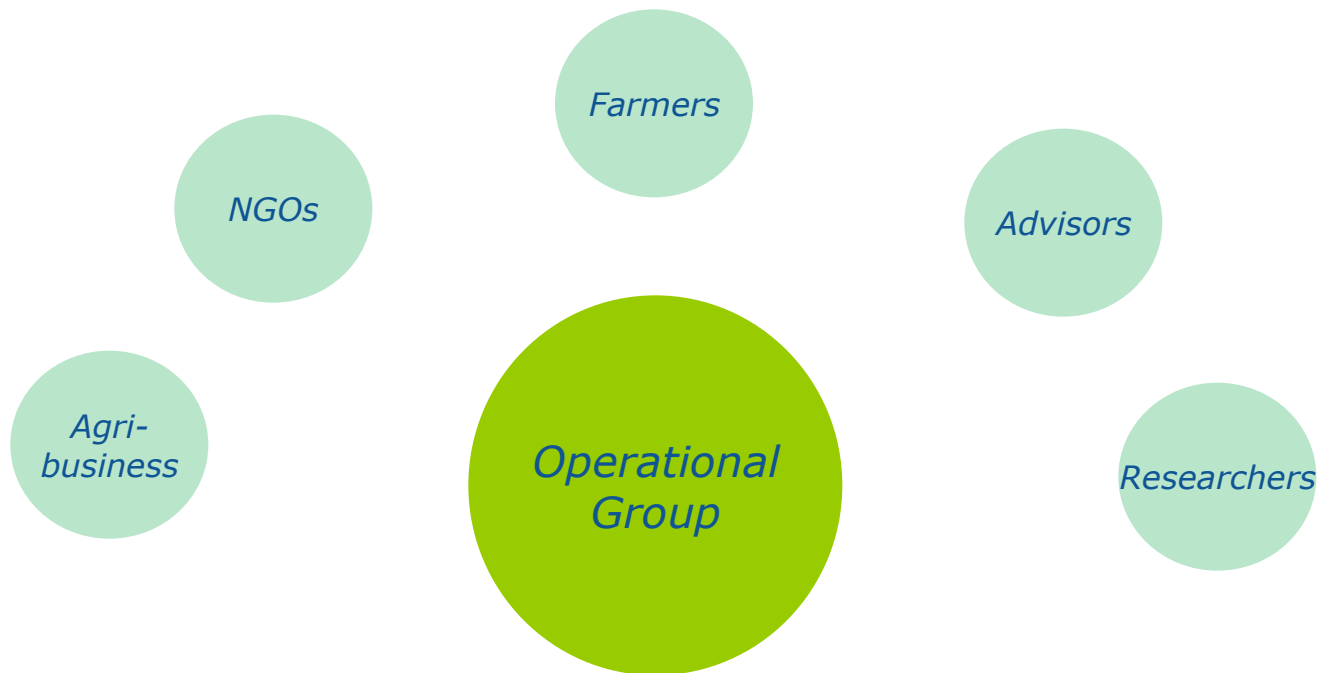 Farmers
NGOs
Advisors
Agri-
business
Operational
Group
Researchers